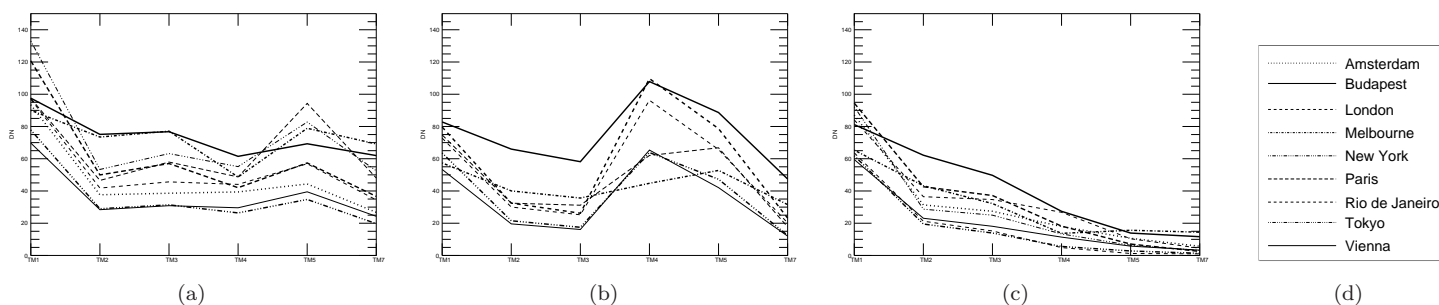 140
120
100
80
60
40
20
0
DN
TM1 TM2 TM3 TM4 TM5 TM7
(a)
140
120
100
80
60
40
20
0
DN
TM1 TM2 TM3 TM4 TM5 TM7
(b)
140
120
100
80
60
40
20
0
DN
TM1 TM2 TM3 TM4 TM5 TM7
(c)
Amsterdam
Budapest
London
Melbourne
New York
Paris
Rio de Janeiro
Tokyo
Vienna
(d)